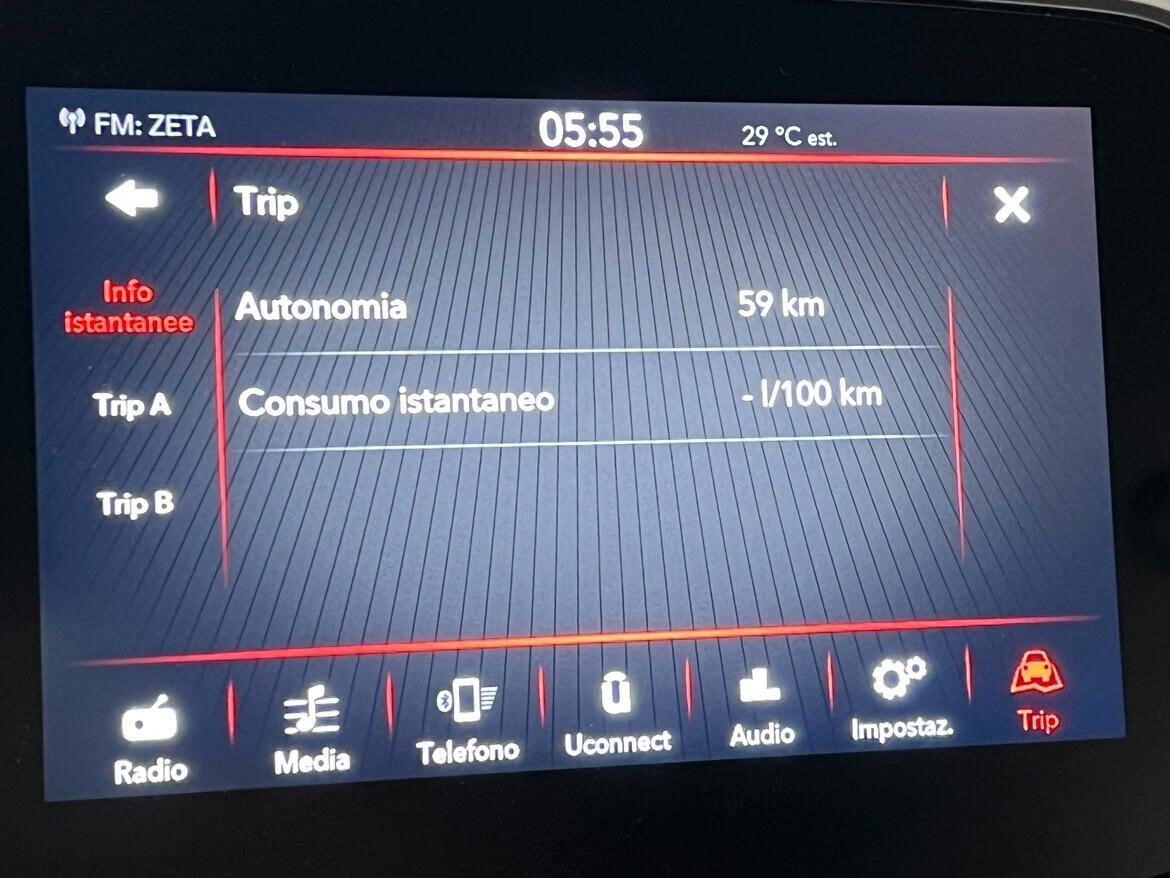 FM: ZETA 05:55 29 °C est.
Trip
Info
istantanee
Autonomia 59 km
Trip A
Consumo istantaneo - l/100 km
Trip B
Radio Media Telefono Uconnect Audio Impostaz. Trip